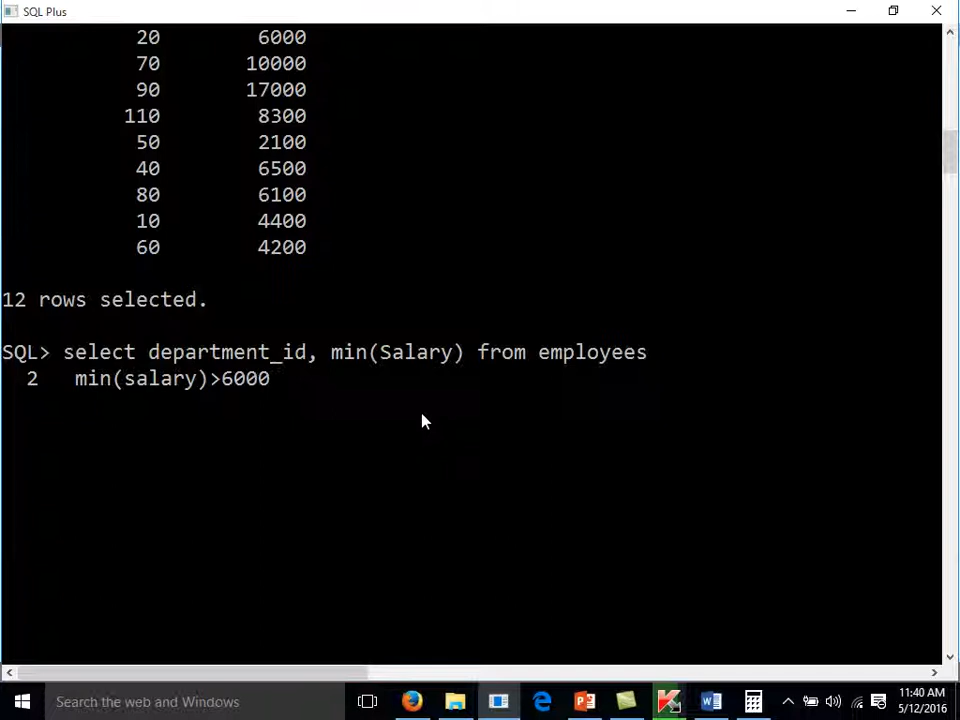 SQL Plus
20 6000
70 10000
90 17000
110 8300
50 2100
40 6500
80 6100
10 4400
60 4200
12 rows selected.
SQL> select department_id, min(Salary) from employees
2 min(salary)>6000
Search the web and Windows
11:40 AM
5/12/2016